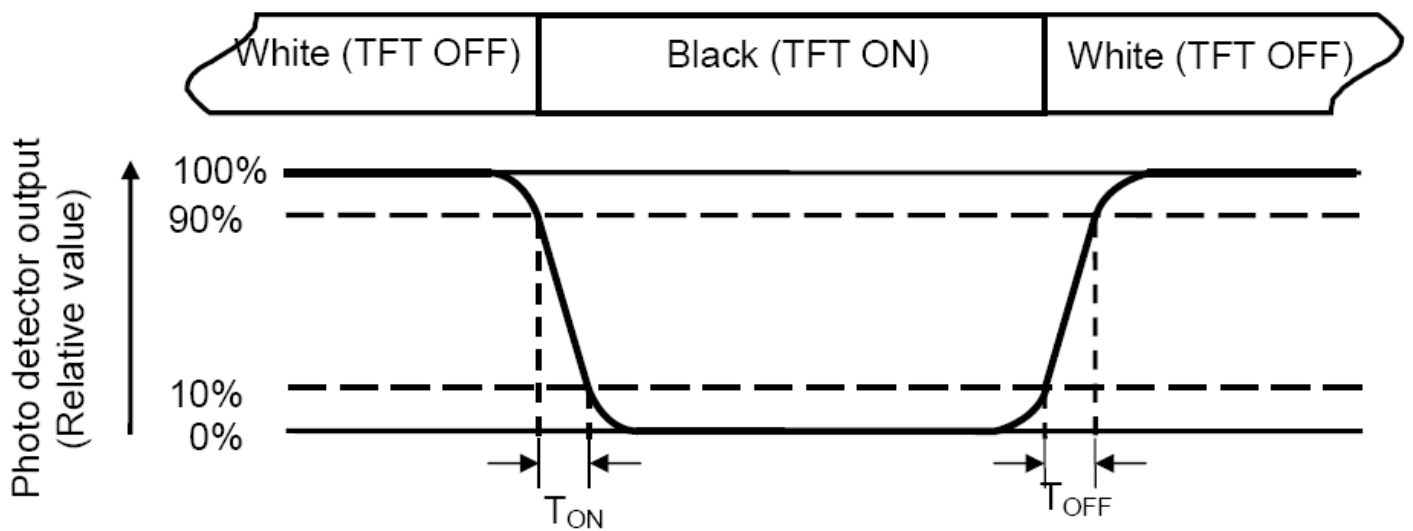 White (TFT OFF) Black (TFT ON) White (TFT OFF)
Photo detector output
(Relative value)
100%
90%
10%
0%
TON
TOFF